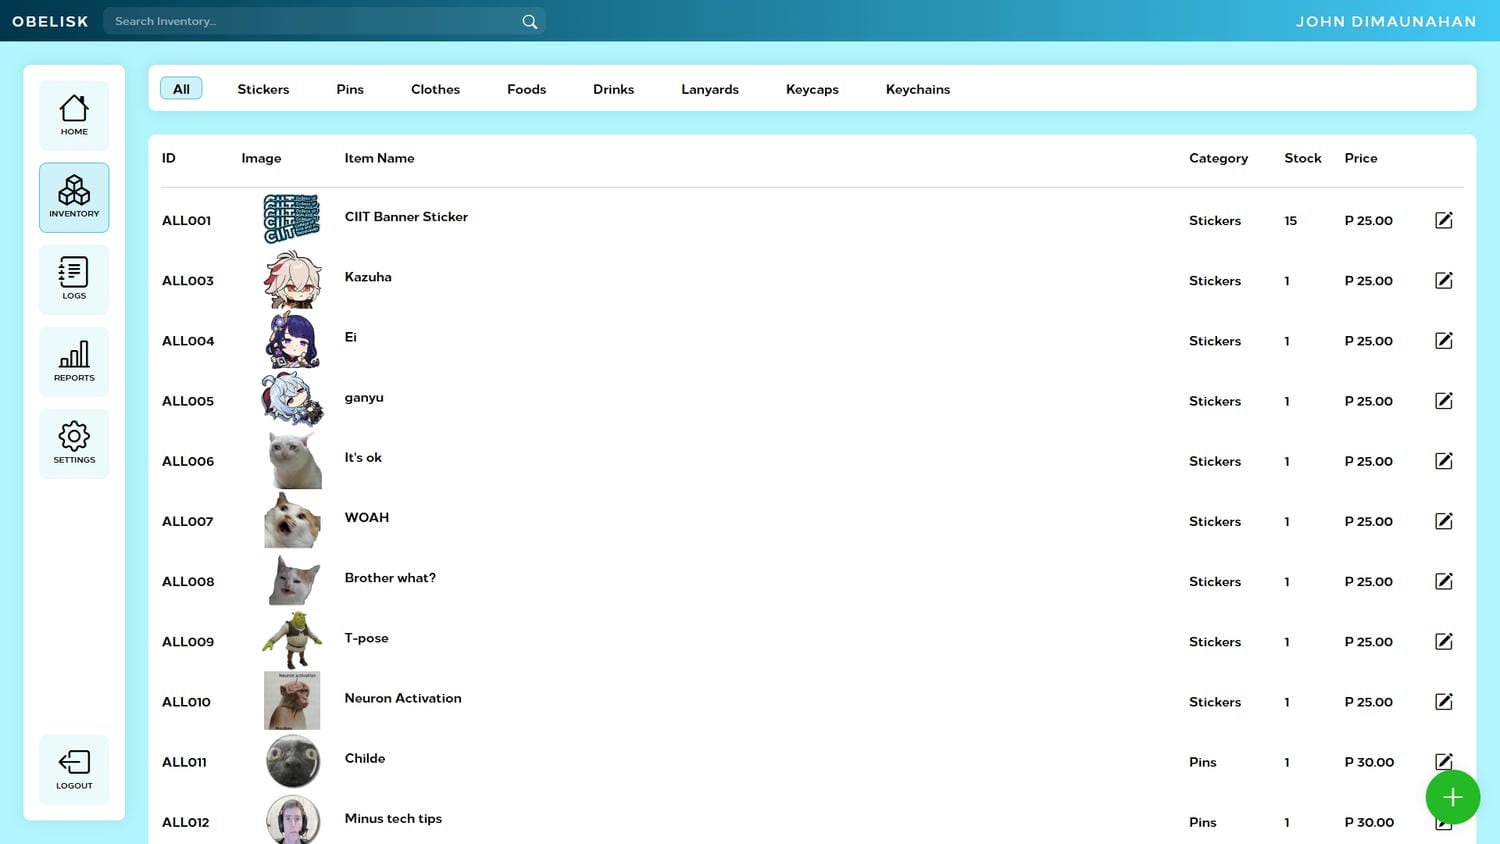 OBELISK
Search Inventory...
JOHN DIMAUNAHAN
HOME
INVENTORY
LOGS
REPORTS
SETTINGS
LOGOUT
All Stickers Pins Clothes Foods Drinks Lanyards Keycaps Keychains
ID Image Item Name Category Stock Price
ALL001 CIIT CIIT Banner Sticker Stickers 15 P 25.00
ALL003 Kazuha Stickers 1 P 25.00
ALL004 Ei Stickers 1 P 25.00
ALL005 ganyu Stickers 1 P 25.00
ALL006 It's ok Stickers 1 P 25.00
ALL007 WOAH Stickers 1 P 25.00
ALL008 Brother what? Stickers 1 P 25.00
ALL009 T-pose Stickers 1 P 25.00
Neuron activation
ALL010 Neuron Activation Stickers 1 P 25.00
ALL011 Childe Pins 1 P 30.00
ALL012 Minus tech tips Pins 1 P 30.00